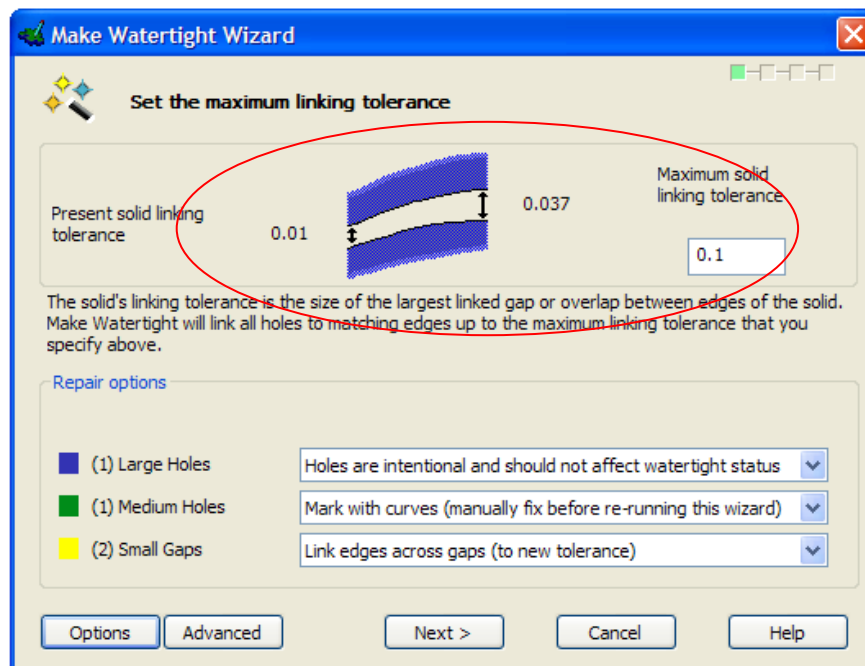 Make Watertight Wizard
Set the maximum linking tolerance
Present solid linking
tolerance
0.01
0.037
Maximum solid
linking tolerance
0.1
The solid's linking tolerance is the size of the largest linked gap or overlap between edges of the solid.
Make Watertight will link all holes to matching edges up to the maximum linking tolerance that you
specify above.
Repair options
(1) Large Holes
Holes are intentional and should not affect watertight status
(1) Medium Holes
Mark with curves (manually fix before re-running this wizard)
(2) Small Gaps
Link edges across gaps (to new tolerance)
Options
Advanced
Next >
Cancel
Help